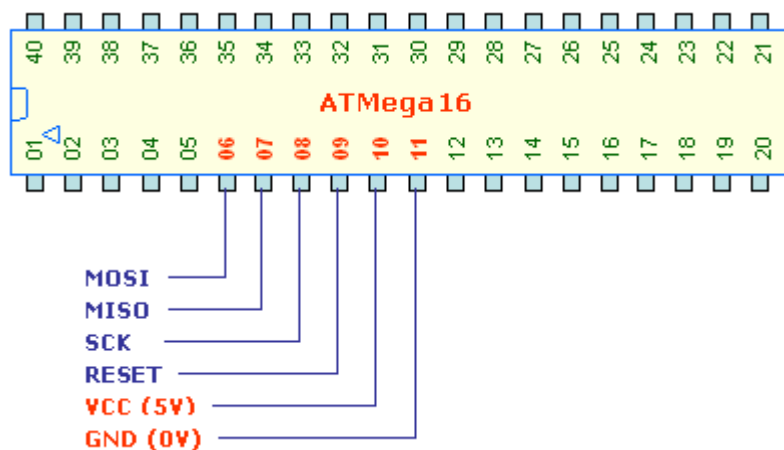 40 39 38 37 36 35 34 33 32 31 30 29 28 27 26 25 24 23 22 21
ATMega16
01 02 03 04 05 06 07 08 09 10 11 12 13 14 15 16 17 18 19 20
MOSI
MISO
SCK
RESET
VCC (5V)
GND (0V)